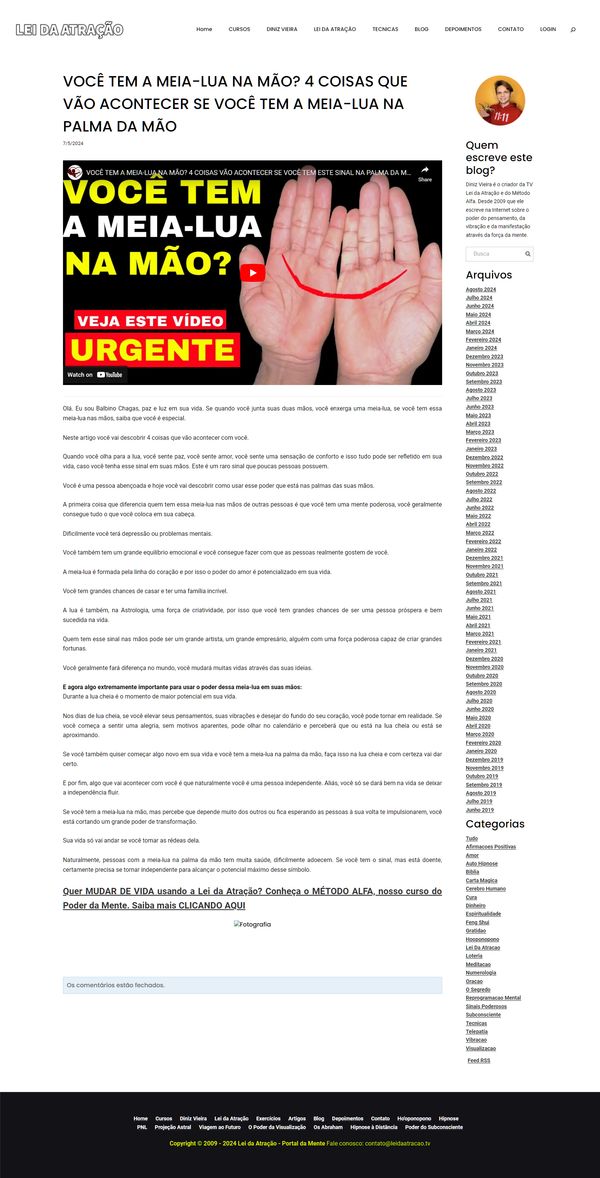 LEI DA ATRAÇÃO
Home CURSOS DINIZ VIEIRA LEI DA ATRAÇÃO TECNICAS BLOG DEPOIMENTOS CONTATO LOGIN
VOCÊ TEM A MEIA-LUA NA MÃO? 4 COISAS QUE
VÃO ACONTECER SE VOCÊ TEM A MEIA-LUA NA
PALMA DA MÃO
7/5/2024
VOCÊ TEM A MEIA-LUA NA MÃO? 4 COISAS VÃO ACONTECER SE VOCÊ TEM ESTE SINAL NA PALMA DA M...
Share
VOCÊ TEM
A MEIA-LUA
NA MÃO?
VEJA ESTE VÍDEO
URGENTE
Watch on YouTube
Olá. Eu sou Balbino Chagas, paz e luz em sua vida. Se quando você junta suas duas mãos, você enxerga uma meia-lua, se você tem essa
meia-lua nas mãos, saiba que você é especial.
Neste artigo você vai descobrir 4 coisas que vão acontecer com você.
Quando você olha para a lua, você sente paz, você sente amor, você sente uma sensação de conforto e isso tudo pode ser refletido em sua
vida, caso você tenha esse sinal em suas mãos. Este é um raro sinal que poucas pessoas possuem.
Você é uma pessoa abençoada e hoje você vai descobrir como usar esse poder que está nas palmas das suas mãos.
A primeira coisa que diferencia quem tem essa meia-lua nas mãos de outras pessoas é que você tem uma mente poderosa, você geralmente
consegue tudo o que você coloca em sua cabeça.
Dificilmente você terá depressão ou problemas mentais.
Você também tem um grande equilíbrio emocional e você consegue fazer com que as pessoas realmente gostem de você.
A meia-lua é formada pela linha do coração e por isso o poder do amor é potencializado em sua vida.
Você tem grandes chances de casar e ter uma família incrível.
A lua é também, na Astrologia, uma força de criatividade, por isso que você tem grandes chances de ser uma pessoa próspera e bem
sucedida na vida.
Quem tem esse sinal nas mãos pode ser um grande artista, um grande empresário, alguém com uma força poderosa capaz de criar grandes
fortunas.
Você geralmente fará diferença no mundo, você mudará muitas vidas através das suas ideias.
E agora algo extremamente importante para usar o poder dessa meia-lua em suas mãos:
Durante a lua cheia é o momento de maior potencial em sua vida.
Nos dias de lua cheia, se você elevar seus pensamentos, suas vibrações e desejar do fundo do seu coração, você pode tornar em realidade. Se
você começa a sentir uma alegria, sem motivos aparentes, pode olhar no calendário e perceberá que ou está na lua cheia ou está se
aproximando.
Se você também quiser começar algo novo em sua vida e você tem a meia-lua na palma da mão, faça isso na lua cheia e com certeza vai dar
certo.
E por fim, algo que vai acontecer com você é que naturalmente você é uma pessoa independente. Aliás, você só se dará bem na vida se deixar
a independência fluir.
Se você tem a meia-lua na mão, mas percebe que depende muito dos outros ou fica esperando as pessoas à sua volta te impulsionarem, você
está cortando um grande poder de transformação.
Sua vida só vai andar se você tomar as rédeas dela.
Naturalmente, pessoas com a meia-lua na palma da mão tem muita saúde, dificilmente adoecem. Se você tem o sinal, mas está doente,
certamente precisa se tornar independente para alcançar o potencial máximo desse símbolo.
Quer MUDAR DE VIDA usando a Lei da Atração? Conheça o MÉTODO ALFA, nosso curso do
Poder da Mente. Saiba mais CLICANDO AQUI
Fotografia
Os comentários estão fechados.
11:11
Quem
escreve este
blog?
Diniz Vieira é o criador da TV
Lei da Atração e do Método
Alfa. Desde 2009 que ele
escreve na Internet sobre o
poder do pensamento, da
vibração e da manifestação
através da força da mente.
Busca
Arquivos
Agosto 2024
Julho 2024
Junho 2024
Maio 2024
Abril 2024
Março 2024
Fevereiro 2024
Janeiro 2024
Dezembro 2023
Novembro 2023
Outubro 2023
Setembro 2023
Agosto 2023
Julho 2023
Junho 2023
Maio 2023
Abril 2023
Março 2023
Fevereiro 2023
Janeiro 2023
Dezembro 2022
Novembro 2022
Outubro 2022
Setembro 2022
Agosto 2022
Julho 2022
Junho 2022
Maio 2022
Abril 2022
Março 2022
Fevereiro 2022
Janeiro 2022
Dezembro 2021
Novembro 2021
Outubro 2021
Setembro 2021
Agosto 2021
Julho 2021
Junho 2021
Maio 2021
Abril 2021
Março 2021
Fevereiro 2021
Janeiro 2021
Dezembro 2020
Novembro 2020
Outubro 2020
Setembro 2020
Agosto 2020
Julho 2020
Junho 2020
Maio 2020
Abril 2020
Março 2020
Fevereiro 2020
Janeiro 2020
Dezembro 2019
Novembro 2019
Outubro 2019
Setembro 2019
Agosto 2019
Julho 2019
Junho 2019
Categorias
Tudo
Afirmacoes Positivas
Amor
Auto Hipnose
Biblia
Carta Magica
Cerebro Humano
Cura
Dinheiro
Espiritualidade
Feng Shui
Gratidao
Hooponopono
Lei Da Atracao
Loteria
Meditacao
Numerologia
Oracao
O Segredo
Reprogramacao Mental
Sinais Poderosos
Subconsciente
Tecnicas
Telepatia
Vibracao
Visualizacao
Feed RSS
Home Cursos Diniz Vieira Lei da Atração Exercícios Artigos Blog Depoimentos Contato Ho'oponopono Hipnose
PNL Projeção Astral Viagem ao Futuro O Poder da Visualização Os Abraham Hipnose à Distância Poder do Subconsciente
Copyright © 2009 - 2024 Lei da Atração - Portal da Mente Fale conosco: contato@leidaatracao.tv